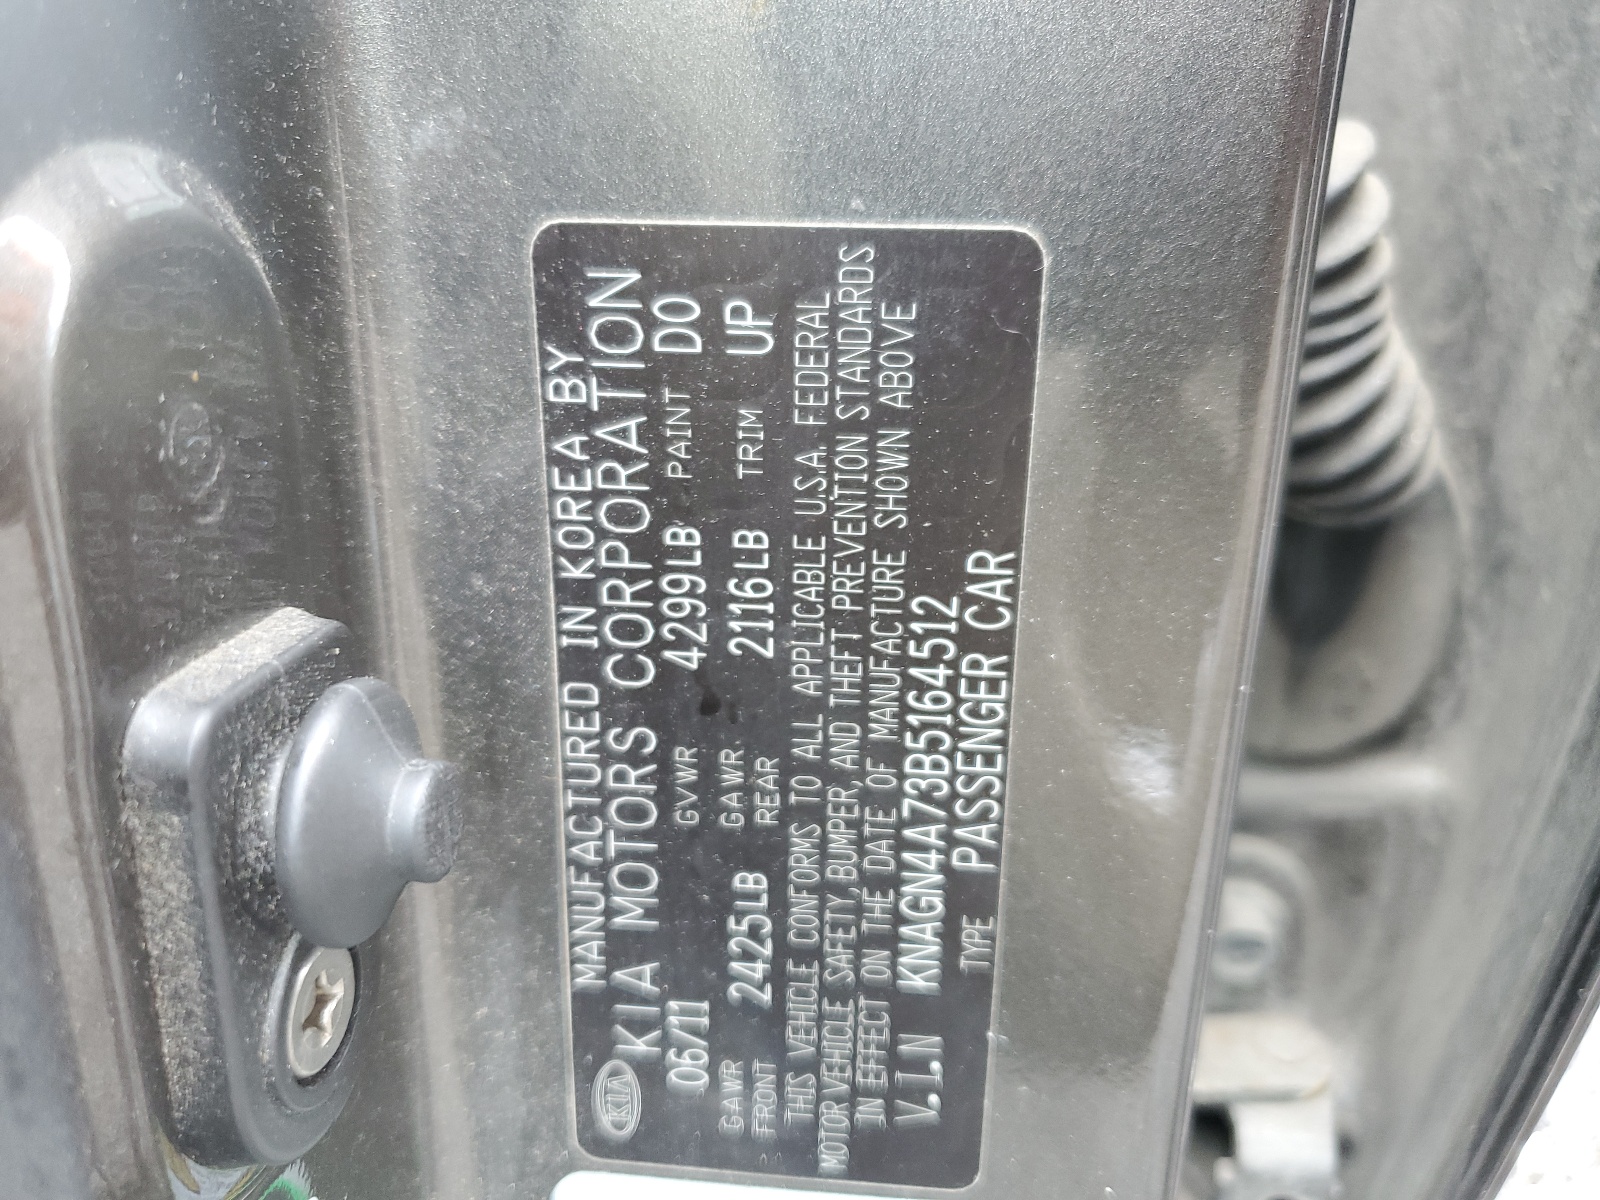 MANUFACTURED IN KOREA BY
KIA KIA MOTORS CORPORATION
06/11 GVWR 4299LB PAINT D0
GAWR FRONT 2425LB GAWR REAR 2116LB TRIM UP
THIS VEHICLE CONFORMS TO ALL APPLICABLE U.S.A. FEDERAL
MOTOR VEHICLE SAFETY, BUMPER, AND THEFT PREVENTION STANDARDS
IN EFFECT ON THE DATE OF MANUFACTURE SHOWN ABOVE
V.I.N KNAGN4A73B5164512
TYPE PASSENGER CAR